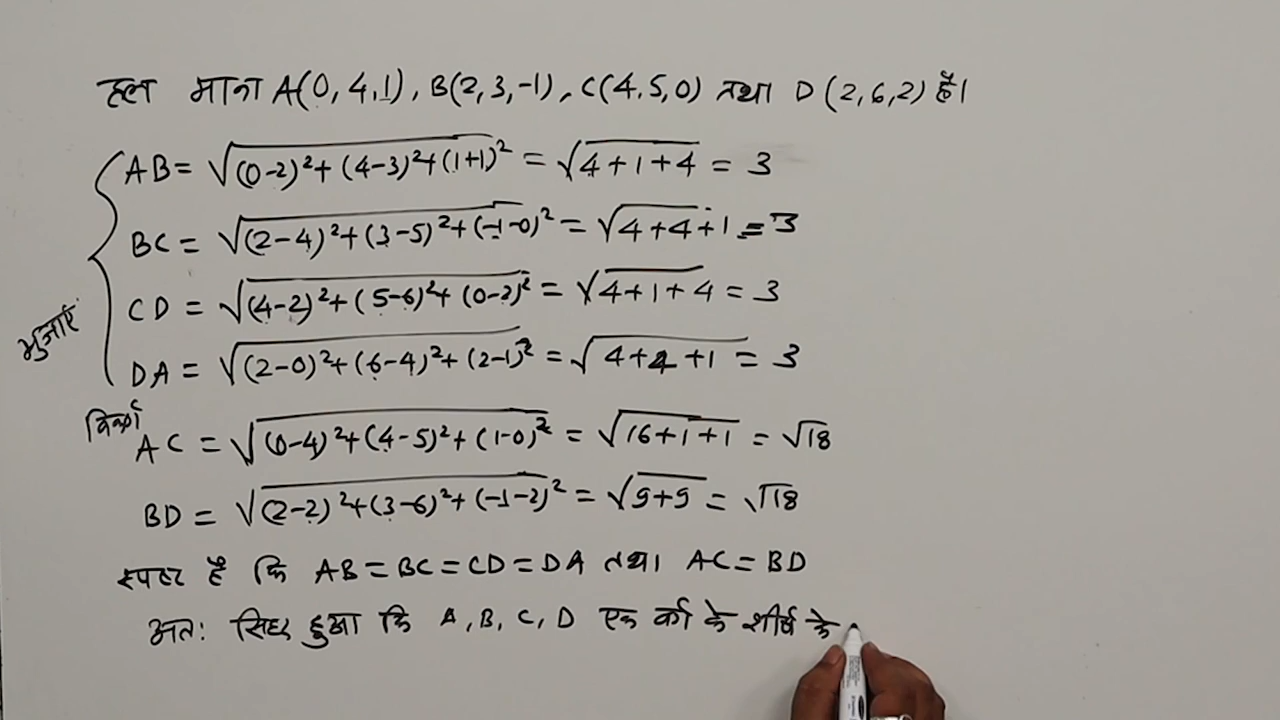 हल माना A(0, 4,1), B(2,3,-1), C(4,5,0) तथा D (2,6,2) हैं।
AB = √(0-2)²+(4-3)²+(1+1)² = √4+1+4 = 3
BC = √(2-4)²+(3-5)²+(-1-0)² = √4+4+1 = 3
भुजाएं
CD = √(4-2)²+(5-6)²+(0-2)² = √4+1+4 = 3
DA = √(2-0)²+(6-4)²+(2-1)² = √4+4+1 = 3
विकर्ण
AC = √(0-4)²+(4-5)²+(1-0)² = √16+1+1 = √18
BD = √(2-2)²+(3-6)²+(-1-2)² = √9+9 = √18
स्पष्ट है कि AB=BC=CD=DA तथा AC=BD
अतः सिद्ध हुआ कि A, B, C, D एक वर्ग के शीर्ष के